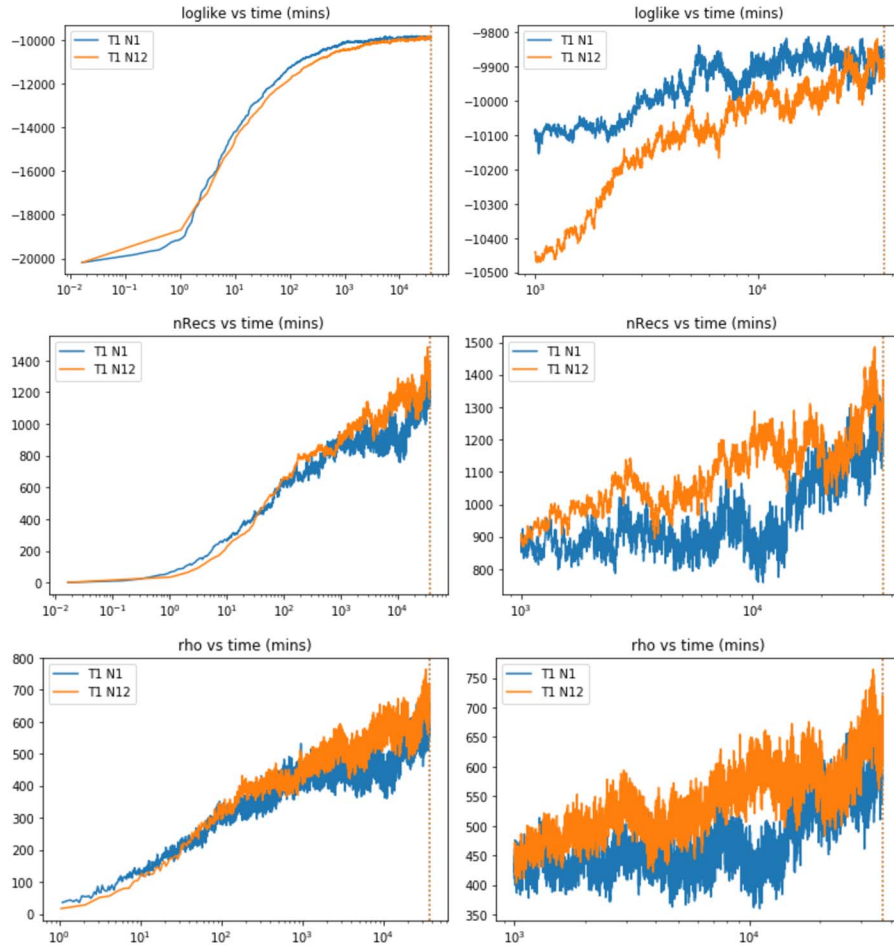 loglike vs time (mins)
T1 N1
T1 N12
−10000
−12000
−14000
−16000
−18000
−20000
10⁻² 10⁻¹ 10⁰ 10¹ 10² 10³ 10⁴
loglike vs time (mins)
T1 N1
T1 N12
−9800
−9900
−10000
−10100
−10200
−10300
−10400
−10500
10³ 10⁴
nRecs vs time (mins)
T1 N1
T1 N12
1400
1200
1000
800
600
400
200
0
10⁻² 10⁻¹ 10⁰ 10¹ 10² 10³ 10⁴
nRecs vs time (mins)
T1 N1
T1 N12
1500
1400
1300
1200
1100
1000
900
800
10³ 10⁴
rho vs time (mins)
T1 N1
T1 N12
800
700
600
500
400
300
200
100
0
10⁰ 10¹ 10² 10³ 10⁴
rho vs time (mins)
T1 N1
T1 N12
750
700
650
600
550
500
450
400
350
10³ 10⁴